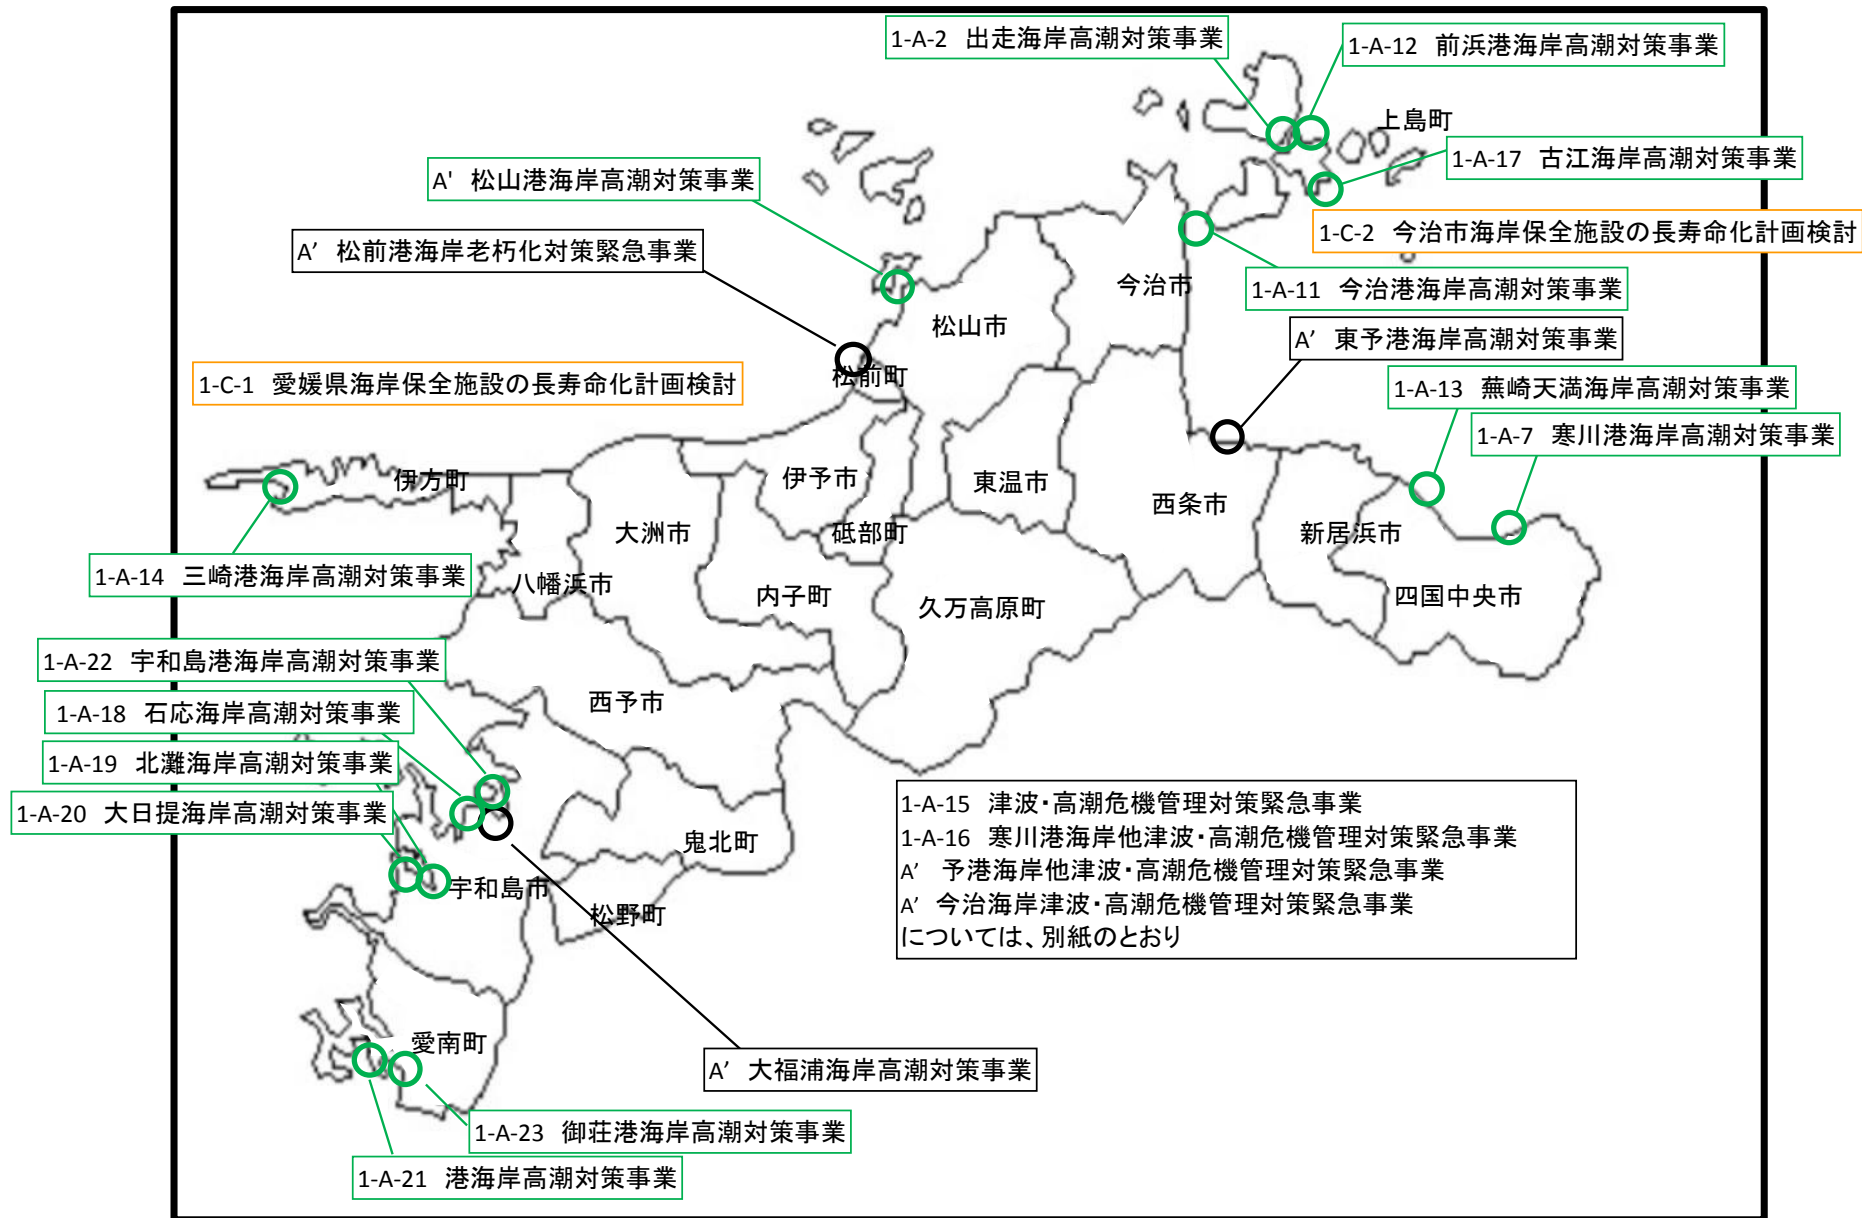 1-A-2 出走海岸高潮対策事業
1-A-12 前浜港海岸高潮対策事業
上島町
1-A-17 古江海岸高潮対策事業
A' 松山港海岸高潮対策事業
1-C-2 今治市海岸保全施設の長寿命化計画検討
A’ 松前港海岸老朽化対策緊急事業
今治市
1-A-11 今治港海岸高潮対策事業
松山市
A’ 東予港海岸高潮対策事業
松前町
1-C-1 愛媛県海岸保全施設の長寿命化計画検討
1-A-13 蕪崎天満海岸高潮対策事業
1-A-7 寒川港海岸高潮対策事業
伊方町
伊予市
東温市
西条市
大洲市
砥部町
新居浜市
1-A-14 三崎港海岸高潮対策事業
八幡浜市
内子町
久万高原町
四国中央市
1-A-22 宇和島港海岸高潮対策事業
西予市
1-A-18 石応海岸高潮対策事業
1-A-19 北灘海岸高潮対策事業
1-A-20 大日提海岸高潮対策事業
鬼北町
宇和島市
松野町
1-A-15 津波・高潮危機管理対策緊急事業
1-A-16 寒川港海岸他津波・高潮危機管理対策緊急事業
A’ 予港海岸他津波・高潮危機管理対策緊急事業
A’ 今治海岸津波・高潮危機管理対策緊急事業
については、別紙のとおり
愛南町
A’ 大福浦海岸高潮対策事業
1-A-23 御荘港海岸高潮対策事業
1-A-21 港海岸高潮対策事業